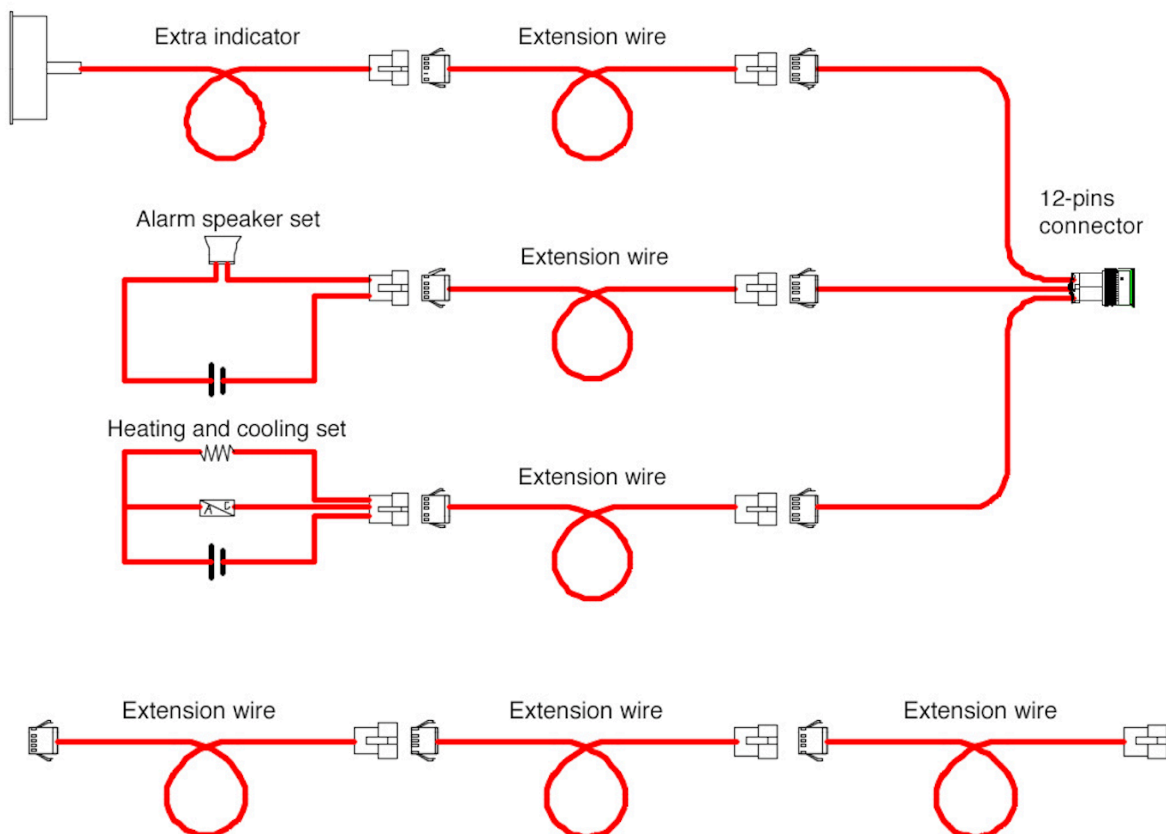 Extra indicator
Extension wire
Alarm speaker set
Extension wire
12-pins
connector
Heating and cooling set
Extension wire
A C
Extension wire
Extension wire
Extension wire